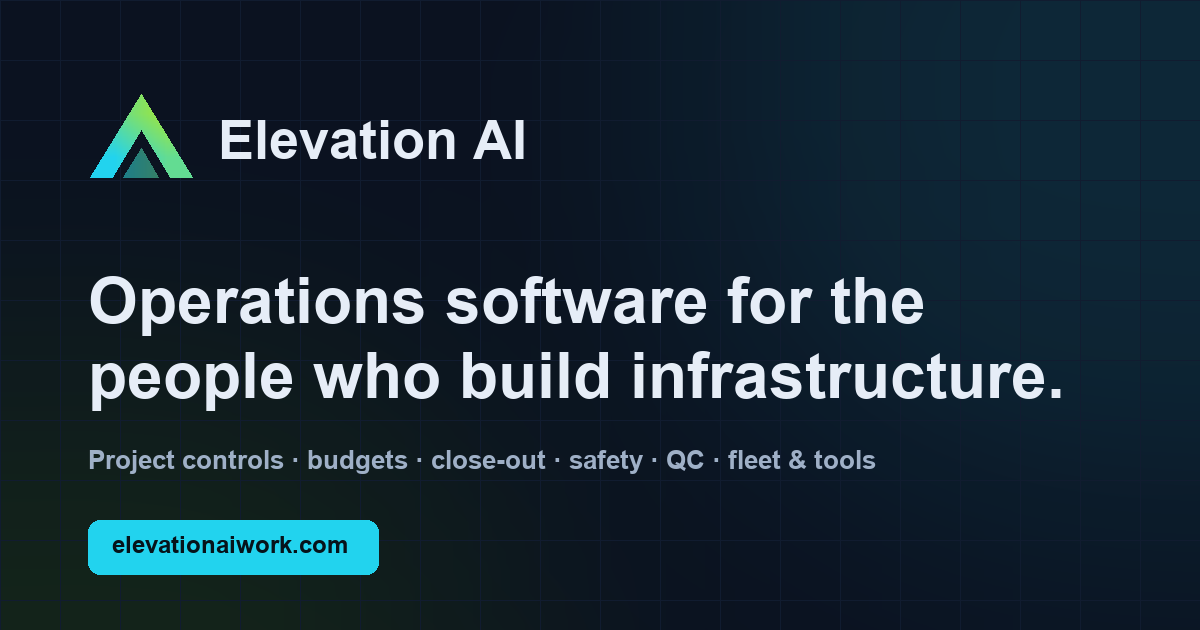 Elevation AI
Operations software for the
people who build infrastructure.
Project controls · budgets · close-out · safety · QC · fleet & tools
elevationaiwork.com